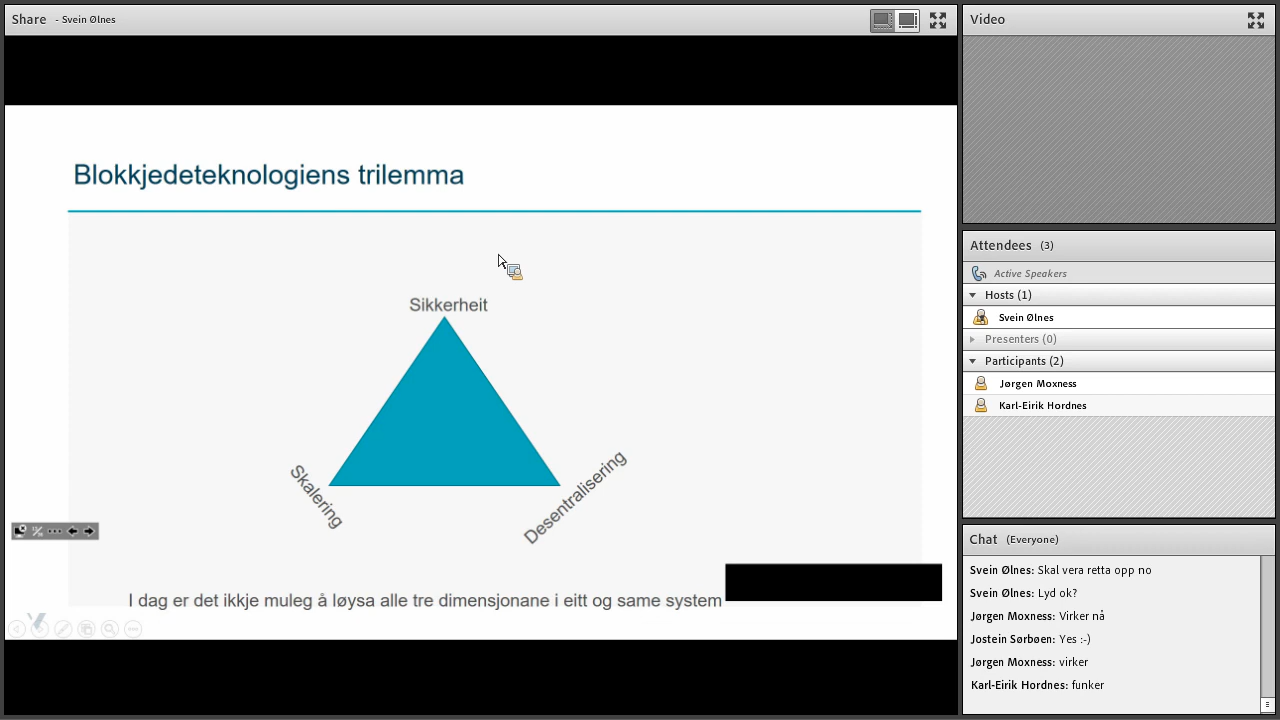 Share - Svein Ølnes
Blokkjedeteknologiens trilemma
Sikkerheit
Skalering
Desentralisering
I dag er det ikkje muleg å løysa alle tre dimensjonane i eitt og same system
Video
Attendees (3)
Active Speakers
Hosts (1)
Svein Ølnes
Presenters (0)
Participants (2)
Jørgen Moxness
Karl-Eirik Hordnes
Chat (Everyone)
Svein Ølnes: Skal vera retta opp no
Svein Ølnes: Lyd ok?
Jørgen Moxness: Virker nå
Jostein Sørbøen: Yes :-)
Jørgen Moxness: virker
Karl-Eirik Hordnes: funker